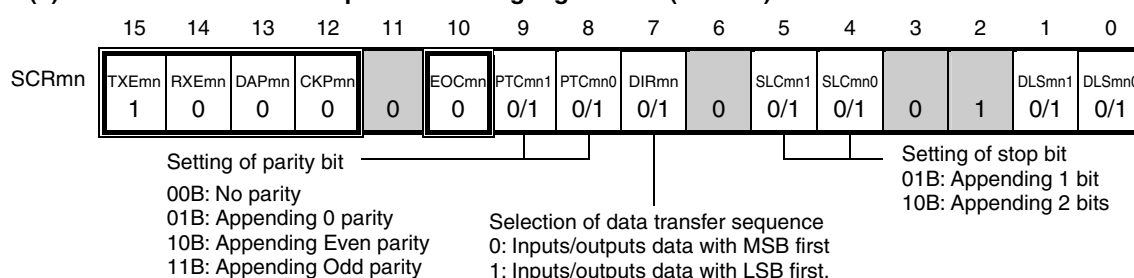 15 14 13 12 11 10 9 8 7 6 5 4 3 2 1 0
SCRmn
TXEmn RXEmn DAPmn CKPmn EOCmn PTCmn1 PTCmn0 DIRmn SLCmn1 SLCmn0 DLSmn1 DLSmn0
1 0 0 0 0 0 0/1 0/1 0/1 0 0/1 0/1 0 1 0/1 0/1
Setting of parity bit
00B: No parity
01B: Appending 0 parity
10B: Appending Even parity
11B: Appending Odd parity
Selection of data transfer sequence
0: Inputs/outputs data with MSB first
1: Inputs/outputs data with LSB first.
Setting of stop bit
01B: Appending 1 bit
10B: Appending 2 bits